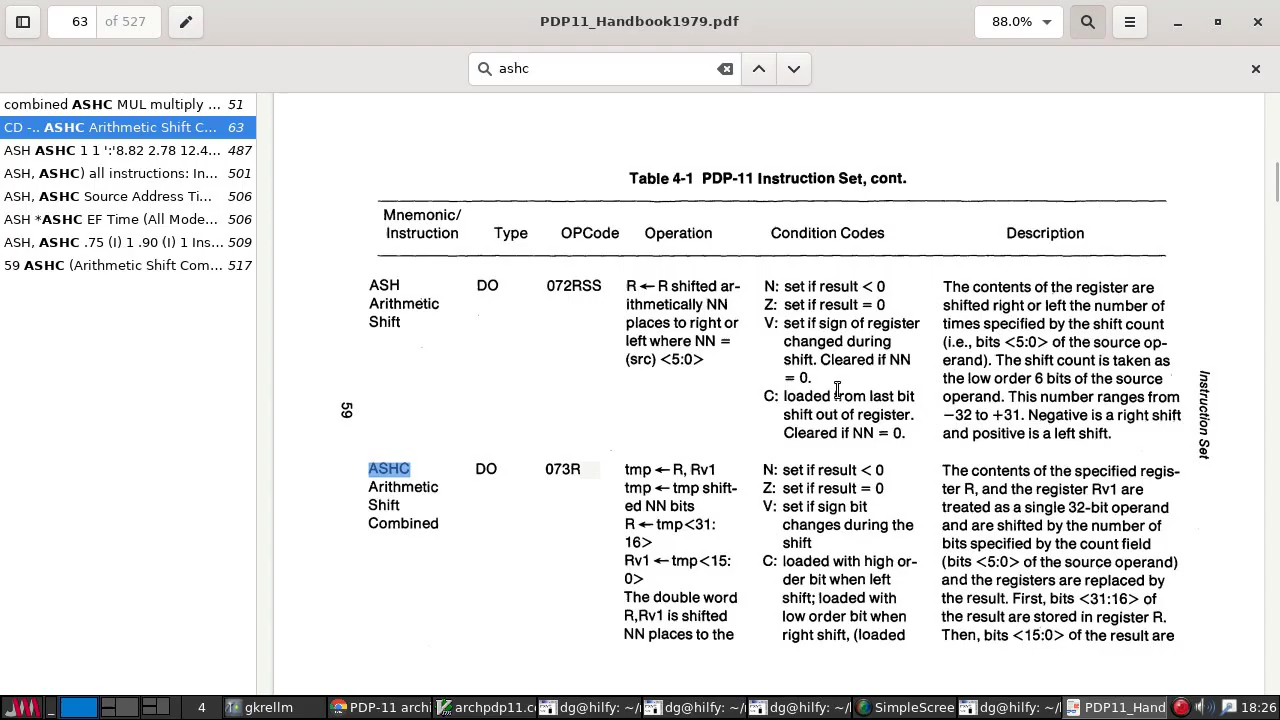 63 of 527
PDP11_Handbook1979.pdf
88.0%
ashc
combined ASHC MUL multiply ... 51
CD -.. ASHC Arithmetic Shift C... 63
ASH ASHC 1 1 ':'8.82 2.78 12.4... 487
ASH, ASHC) all instructions: In... 501
ASH, ASHC Source Address Ti... 506
ASH *ASHC EF Time (All Mode... 506
ASH, ASHC .75 (I) 1 .90 (I) 1 Ins... 509
59 ASHC (Arithmetic Shift Com... 517
Table 4-1 PDP-11 Instruction Set, cont.
Mnemonic/
Instruction Type OPCode Operation Condition Codes Description
ASH DO 072RSS R ← R shifted ar- N: set if result < 0 The contents of the register are
Arithmetic ithmetically NN Z: set if result = 0 shifted right or left the number of
Shift places to right or V: set if sign of register times specified by the shift count
left where NN = changed during (i.e., bits <5:0> of the source op-
(src) <5:0> shift. Cleared if NN erand). The shift count is taken as
= 0. the low order 6 bits of the source
C: loaded from last bit operand. This number ranges from
shift out of register. −32 to +31. Negative is a right shift
Cleared if NN = 0. and positive is a left shift.
59
Instruction Set
ASHC DO 073R tmp ← R, Rv1 N: set if result < 0 The contents of the specified regis-
Arithmetic tmp ← tmp shift- Z: set if result = 0 ter R, and the register Rv1 are
Shift ed NN bits V: set if sign bit treated as a single 32-bit operand
Combined R ← tmp<31: changes during the and are shifted by the number of
16> shift bits specified by the count field
Rv1 ← tmp<15: C: loaded with high or- (bits <5:0> of the source operand)
0> der bit when left and the registers are replaced by
The double word shift; loaded with the result. First, bits <31:16> of
R,Rv1 is shifted low order bit when the result are stored in register R.
NN places to the right shift, (loaded Then, bits <15:0> of the result are
4 gkrellm PDP-11 archi archpdp11.c dg@hilfy: ~/ dg@hilfy: ~/ dg@hilfy: ~/ SimpleScree dg@hilfy: ~/ PDP11_Hand 18:26